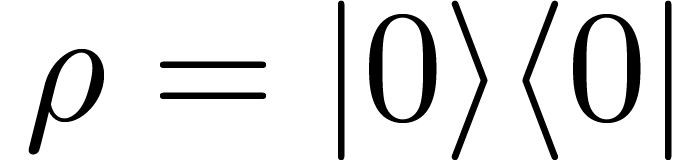 ρ = |0⟩⟨0|